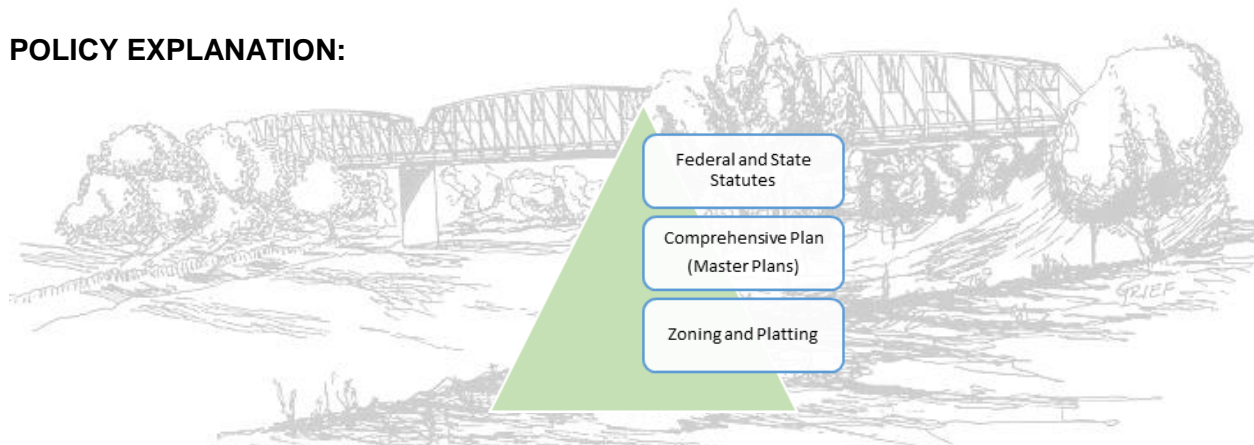 POLICY EXPLANATION:
Federal and State
Statutes
Comprehensive Plan
(Master Plans)
Zoning and Platting
GRIEF